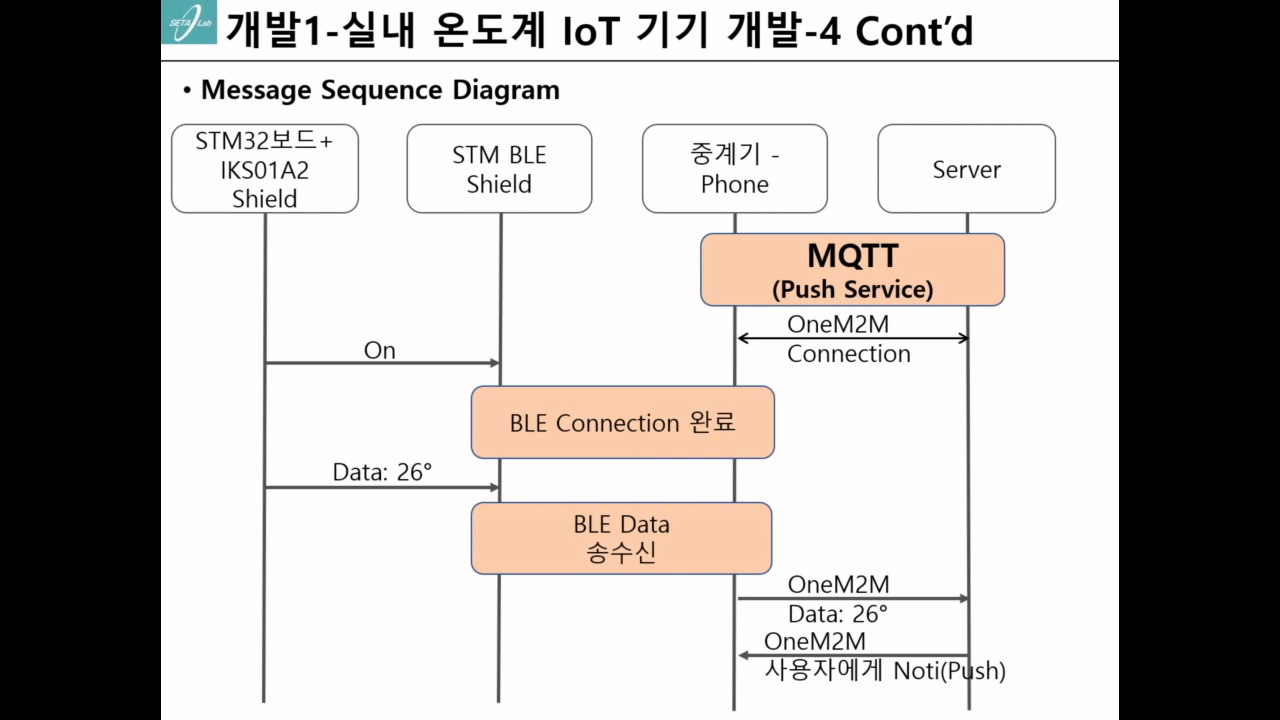 SETA Lab
개발1-실내 온도계 IoT 기기 개발-4 Cont’d
• Message Sequence Diagram
STM32보드+
IKS01A2
Shield
STM BLE
Shield
중계기 -
Phone
Server
MQTT
(Push Service)
OneM2M
Connection
On
BLE Connection 완료
Data: 26°
BLE Data
송수신
OneM2M
Data: 26°
OneM2M
사용자에게 Noti(Push)